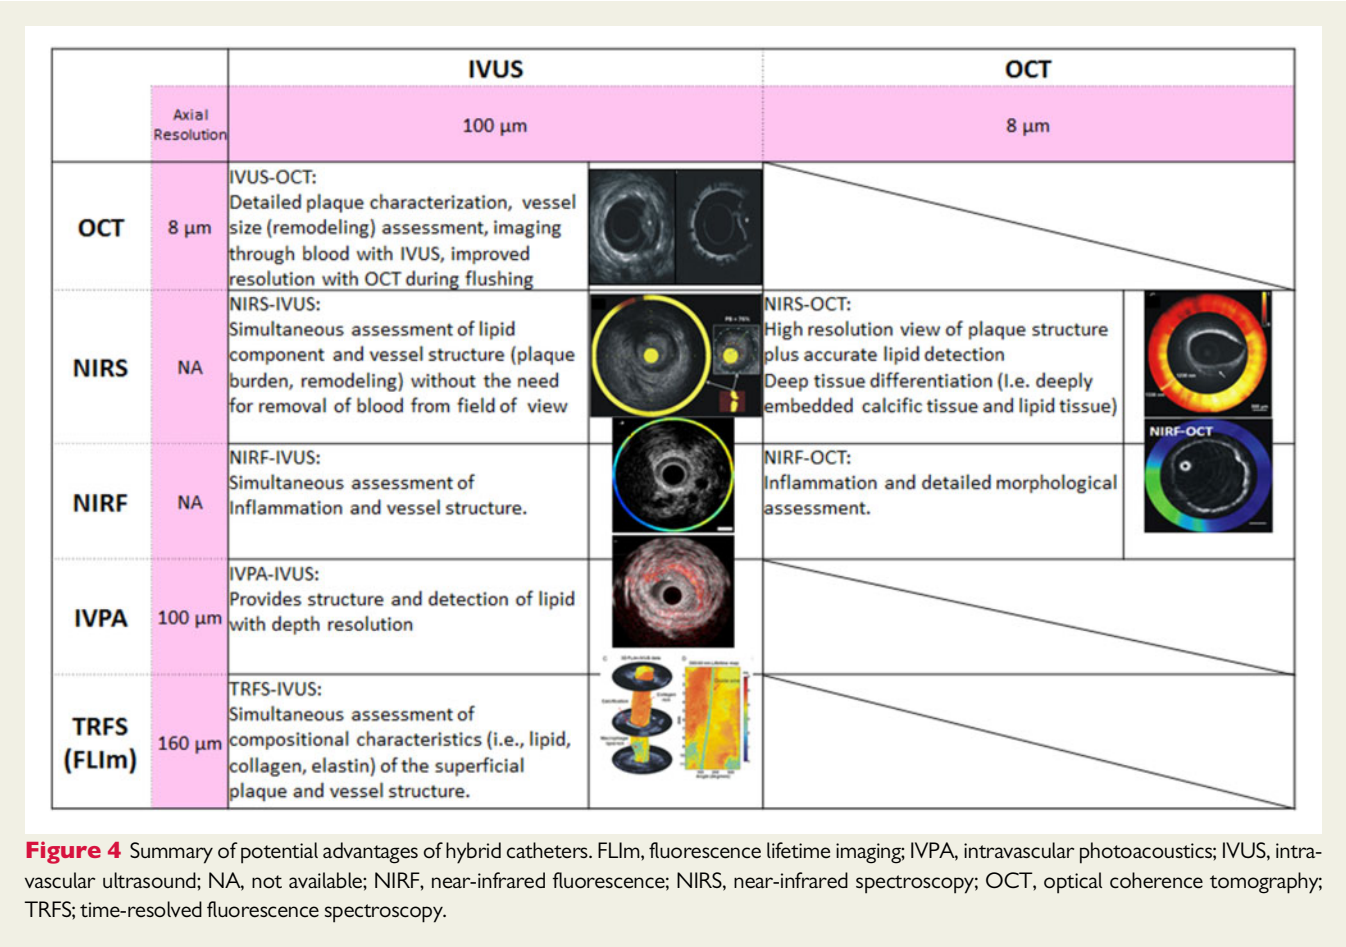 IVUS
OCT
Axial
Resolution
100 µm
8 µm
OCT
8 µm
IVUS-OCT:
Detailed plaque characterization, vessel
size (remodeling) assessment, imaging
through blood with IVUS, improved
resolution with OCT during flushing
NIRS
NA
NIRS-IVUS:
Simultaneous assessment of lipid
component and vessel structure (plaque
burden, remodeling) without the need
for removal of blood from field of view
PB = 76%
NIRS-OCT:
High resolution view of plaque structure
plus accurate lipid detection
Deep tissue differentiation (I.e. deeply
embedded calcific tissue and lipid tissue)
NIRF
NA
NIRF-IVUS:
Simultaneous assessment of
Inflammation and vessel structure.
NIRF-OCT:
Inflammation and detailed morphological
assessment.
NIRF-OCT
IVPA
100 µm
IVPA-IVUS:
Provides structure and detection of lipid
with depth resolution
TRFS
(FLIm)
160 µm
TRFS-IVUS:
Simultaneous assessment of
compositional characteristics (i.e., lipid,
collagen, elastin) of the superficial
plaque and vessel structure.
Figure 4 Summary of potential advantages of hybrid catheters. FLIm, fluorescence lifetime imaging; IVPA, intravascular photoacoustics; IVUS, intra-
vascular ultrasound; NA, not available; NIRF, near-infrared fluorescence; NIRS, near-infrared spectroscopy; OCT, optical coherence tomography;
TRFS; time-resolved fluorescence spectroscopy.